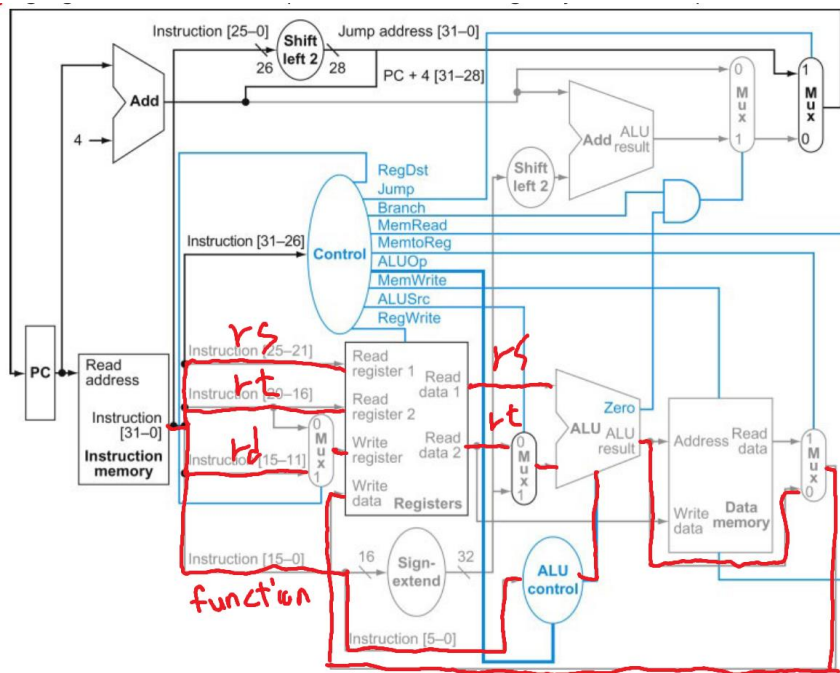 Instruction [25–0]
Shift
left 2
Jump address [31–0]
26
28
PC + 4 [31–28]
Add
4
0
M
u
x
1
1
M
u
x
0
Add
ALU
result
Shift
left 2
RegDst
Jump
Branch
MemRead
MemtoReg
ALUOp
MemWrite
ALUSrc
RegWrite
Control
Instruction [31–26]
rs
Instruction [25–21]
rt
Instruction [20–16]
rd
Instruction [15–11]
PC
Read
address
Instruction
[31–0]
Instruction
memory
0
M
u
x
1
Read
register 1
Read
register 2
Write
register
Write
data
Read
data 1
Read
data 2
Registers
rs
rt
0
M
u
x
1
Zero
ALU
ALU
result
Address
Read
data
Write
data
Data
memory
1
M
u
x
0
Instruction [15–0]
16
Sign-
extend
32
ALU
control
function
Instruction [5–0]